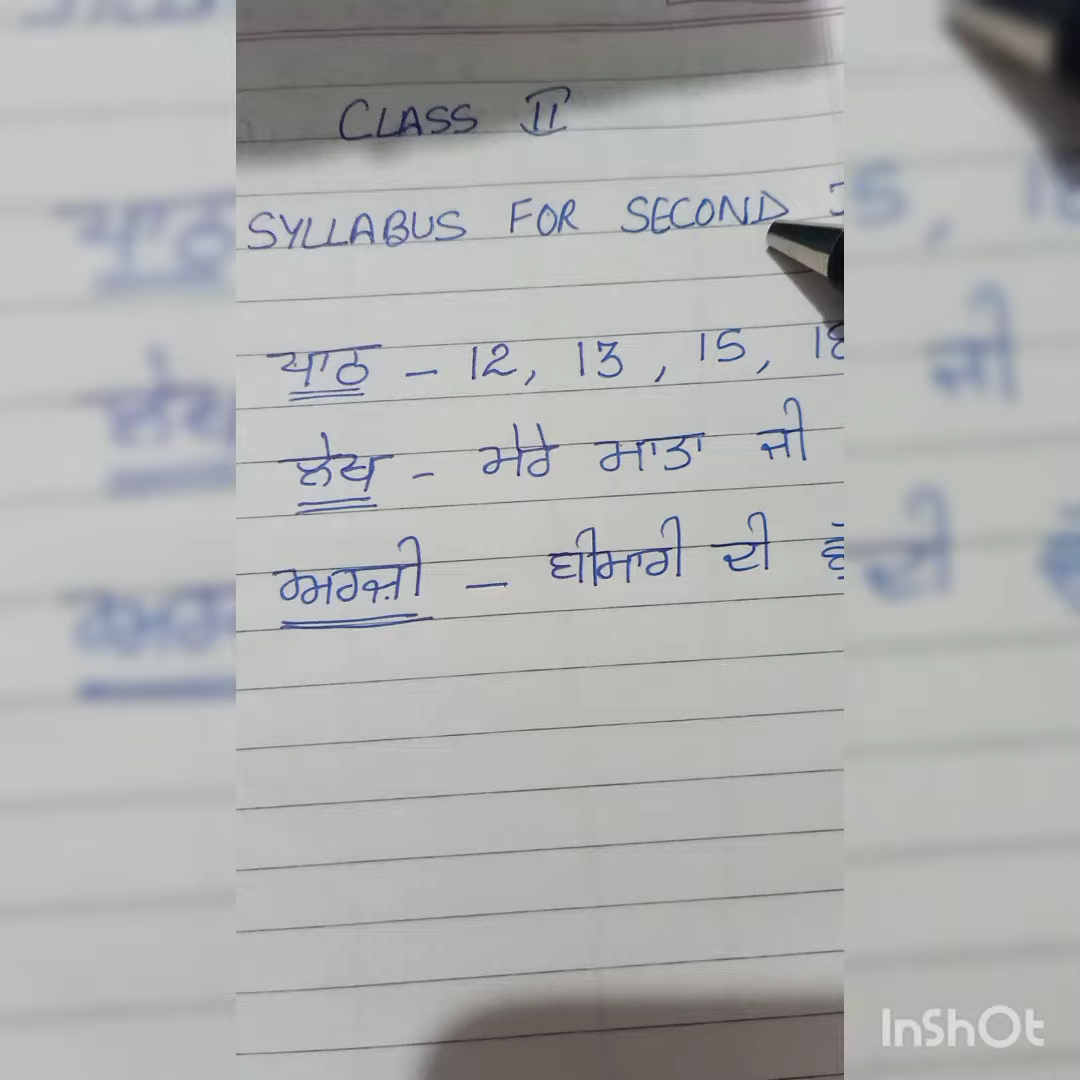 CLASS II
SYLLABUS FOR SECOND
ਪਾਠ - 12, 13, 15,
ਲੇਖ - ਮੇਰੇ ਮਾਤਾ ਜੀ
ਅਰਜ਼ੀ - ਬੀਮਾਰੀ ਦੀ
InShOt